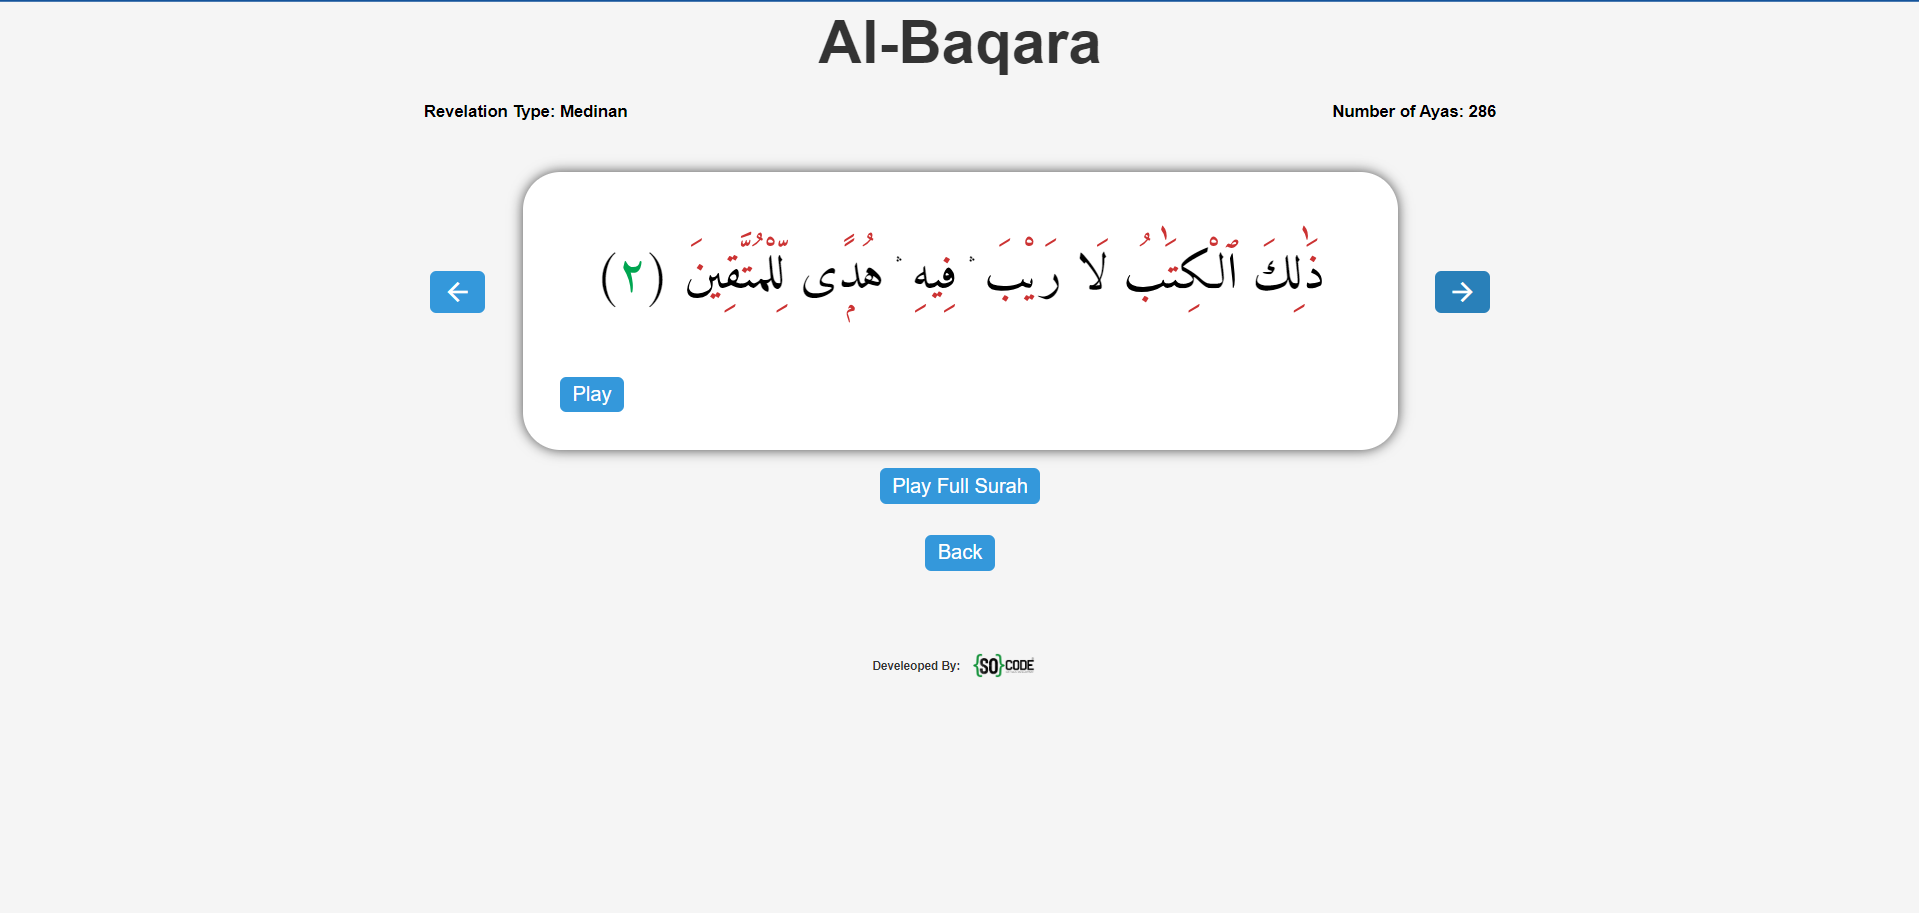 Al-Baqara
Revelation Type: Medinan
Number of Ayas: 286
ذَٰلِكَ ٱلْكِتَٰبُ لَا رَيْبَ ۛ فِيهِ ۛ هُدًۭى لِّلْمُتَّقِينَ (٢)
Play
Play Full Surah
Back
Develeoped By: {SO}CODE